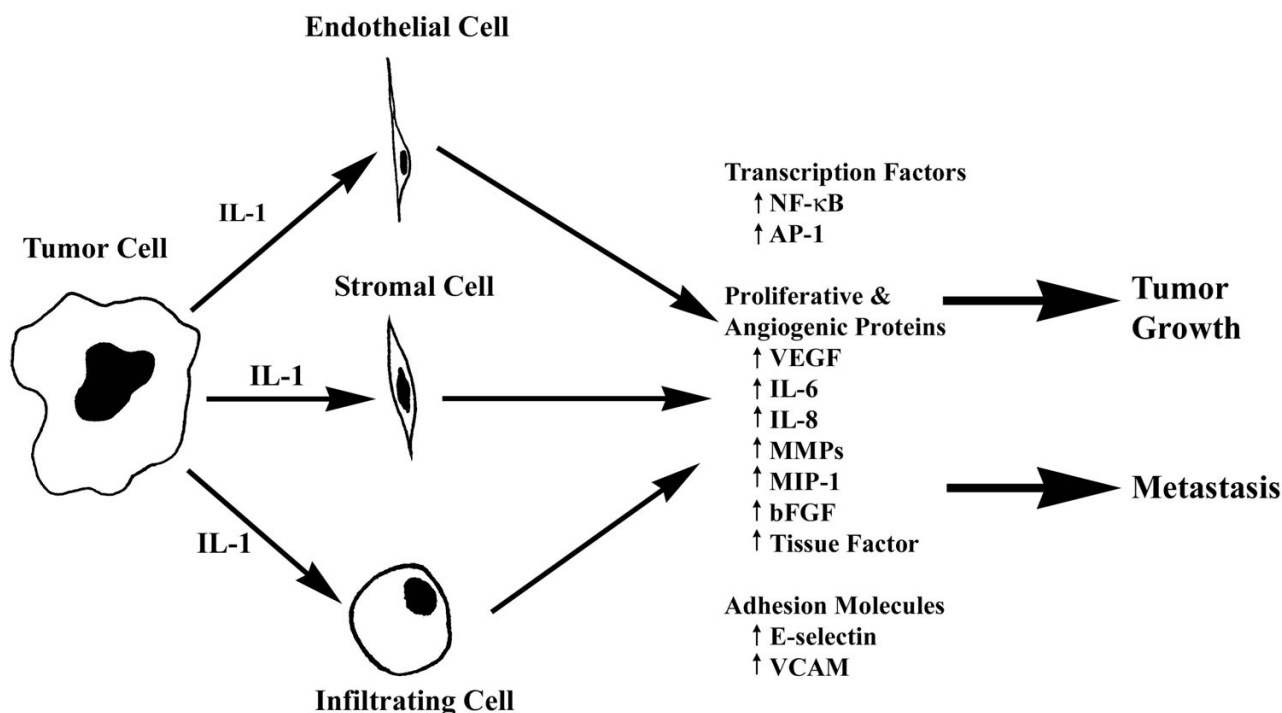 Endothelial Cell
IL-1
Tumor Cell
Stromal Cell
IL-1
IL-1
Infiltrating Cell
Transcription Factors
↑ NF-κB
↑ AP-1
Proliferative &
Angiogenic Proteins
↑ VEGF
↑ IL-6
↑ IL-8
↑ MMPs
↑ MIP-1
↑ bFGF
↑ Tissue Factor
Adhesion Molecules
↑ E-selectin
↑ VCAM
Tumor
Growth
Metastasis